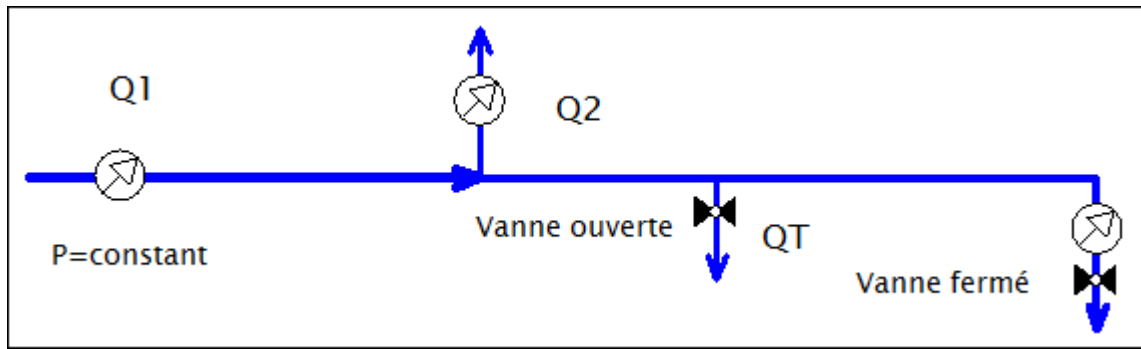 Q1
Q2
Vanne ouverte
QT
P=constant
Vanne fermé